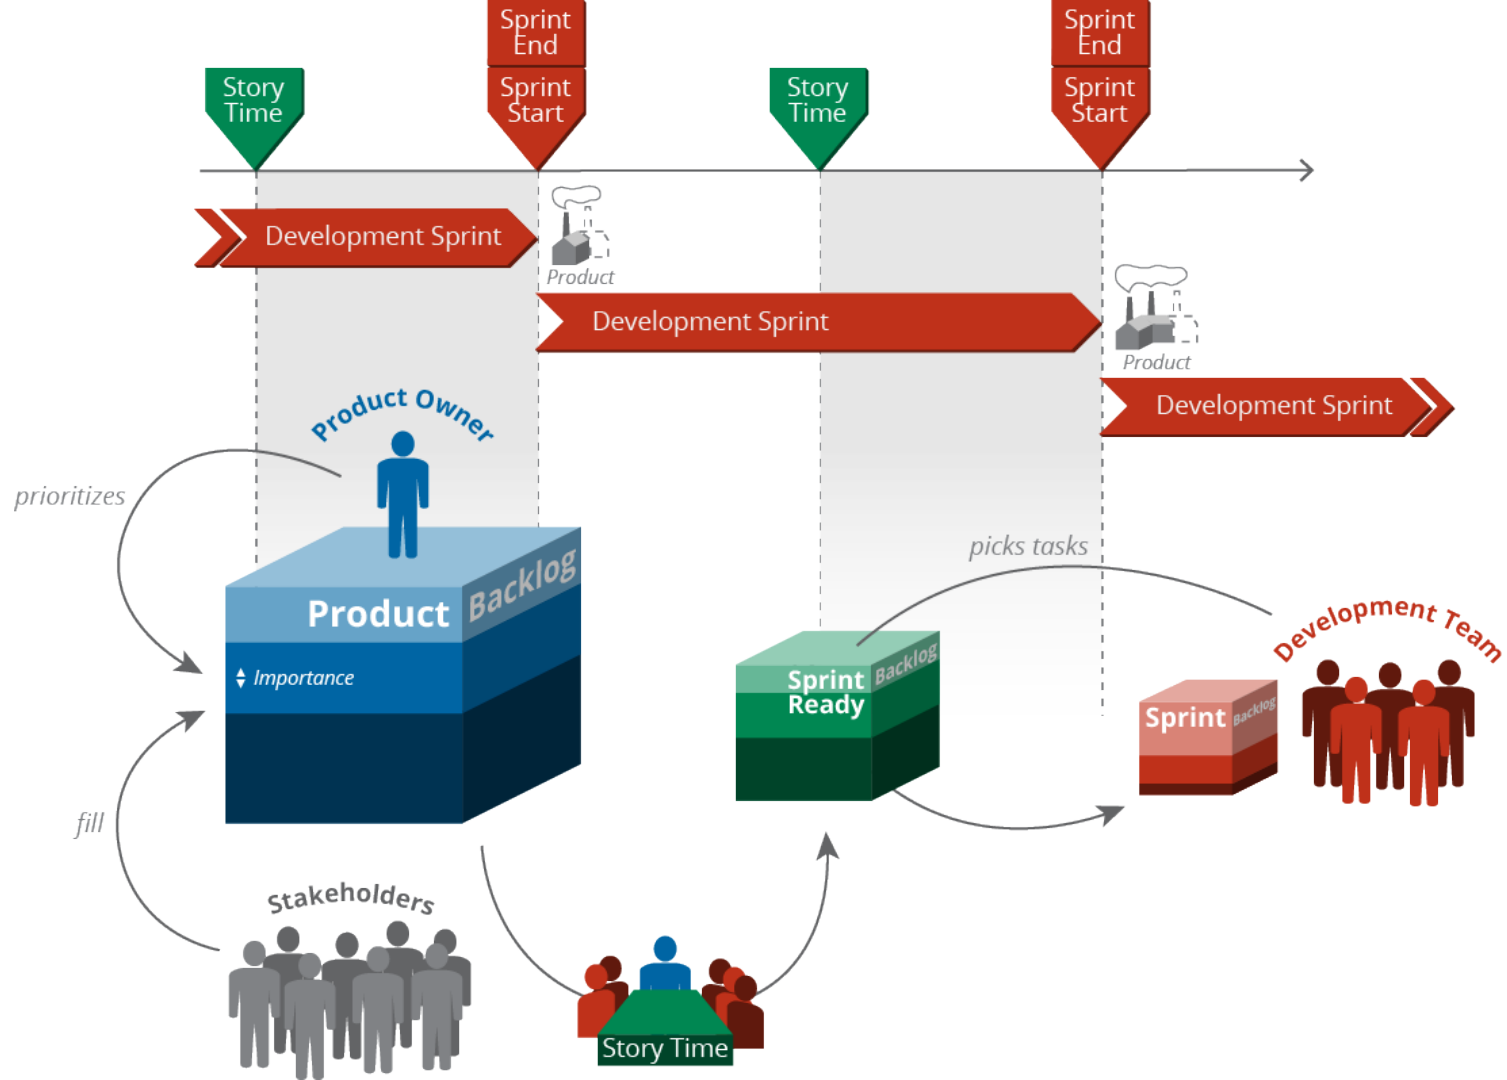 Sprint
End
Sprint
End
Story
Time
Sprint
Start
Story
Time
Sprint
Start
Development Sprint
Product
Development Sprint
Product
Development Sprint
Product Owner
prioritizes
picks tasks
Product Backlog
Importance
Development Team
Sprint
Ready
Backlog
Sprint Backlog
fill
Stakeholders
Story Time